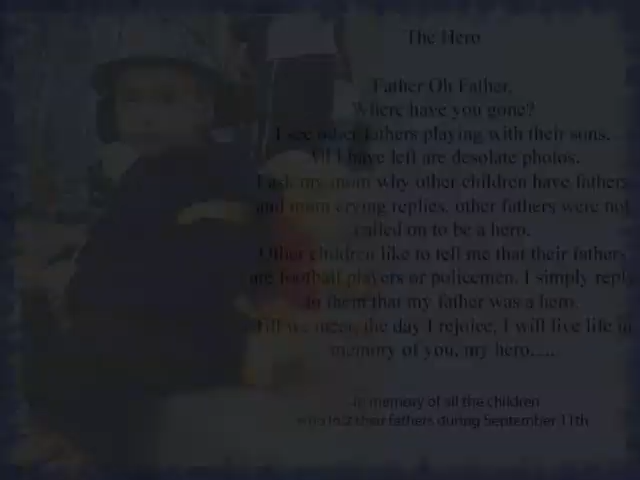 The Hero
Father Oh Father,
Where have you gone?
I see other fathers playing with their sons,
All I have left are desolate photos.
I ask my mom why other children have fathers
and mom crying replies, other fathers were not
called on to be a hero.
Other children like to tell me that their fathers
are football players or policemen. I simply reply
to them that my father was a hero.
Till we meet, the day I rejoice, I will live life in
memory of you, my hero.....
In memory of all the children
who lost their fathers during September 11th